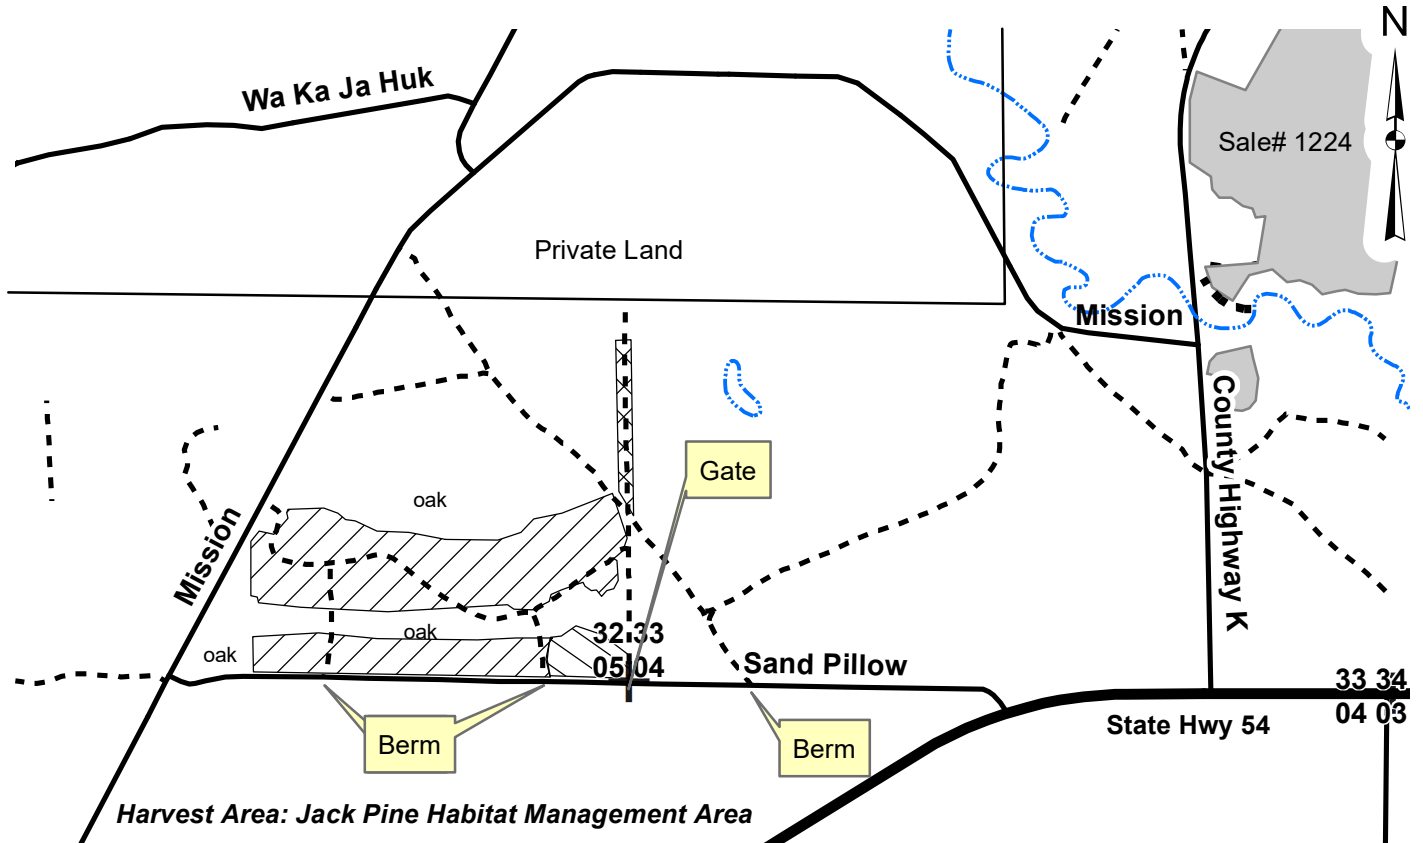 N
Wa Ka Ja Huk
Sale# 1224
Private Land
Mission
County Highway K
Gate
oak
Mission
oak
oak
32 33
05 04
Sand Pillow
33 34
04 03
State Hwy 54
Berm
Berm
Harvest Area: Jack Pine Habitat Management Area